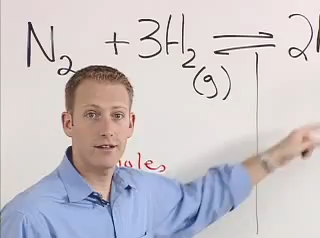 N₂ + 3H₂ ⇌ 2
(g)